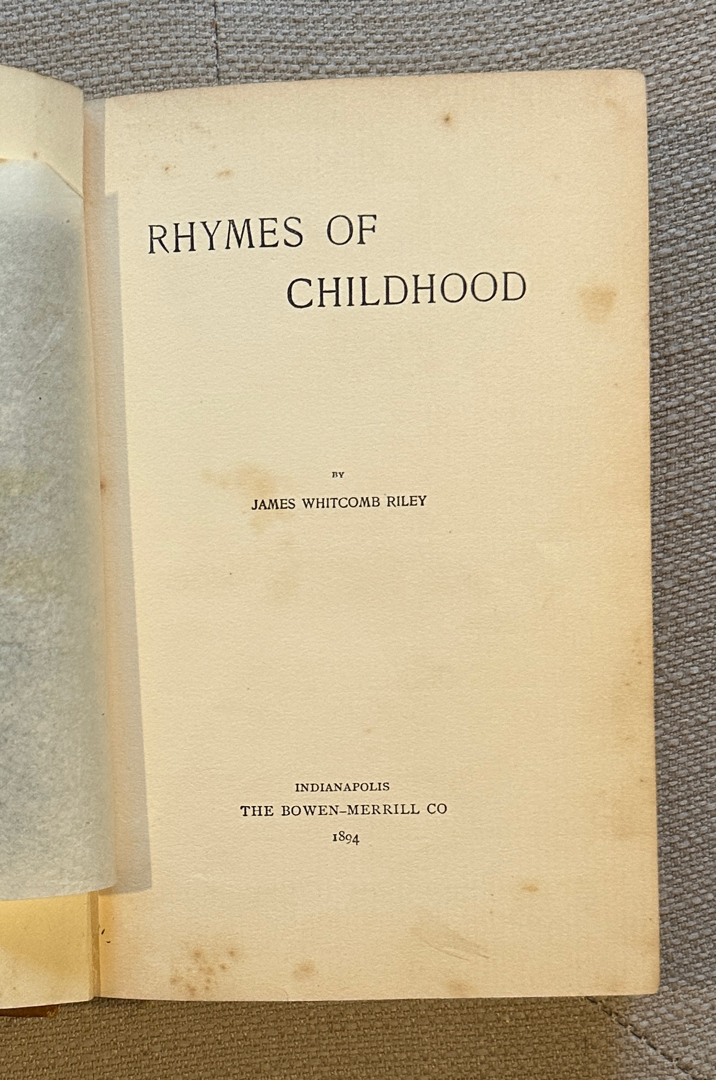 RHYMES OF
CHILDHOOD
BY
JAMES WHITCOMB RILEY
INDIANAPOLIS
THE BOWEN-MERRILL CO
1894